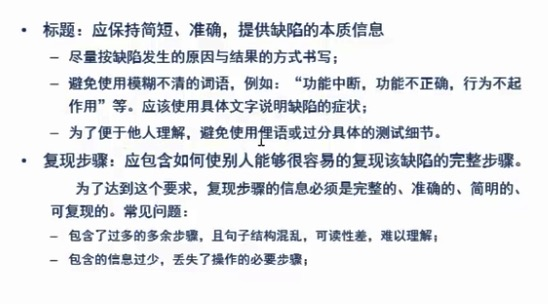 • 标题：应保持简短、准确，提供缺陷的本质信息
– 尽量按缺陷发生的原因与结果的方式书写；
– 避免使用模糊不清的词语，例如：“功能中断，功能不正确，行为不起
作用”等。应该使用具体文字说明缺陷的症状；
– 为了便于他人理解，避免使用俚语或过分具体的测试细节。
• 复现步骤：应包含如何使别人能够很容易的复现该缺陷的完整步骤。
为了达到这个要求，复现步骤的信息必须是完整的、准确的、简明的、
可复现的。常见问题：
– 包含了过多的多余步骤，且句子结构混乱，可读性差，难以理解；
– 包含的信息过少，丢失了操作的必要步骤；